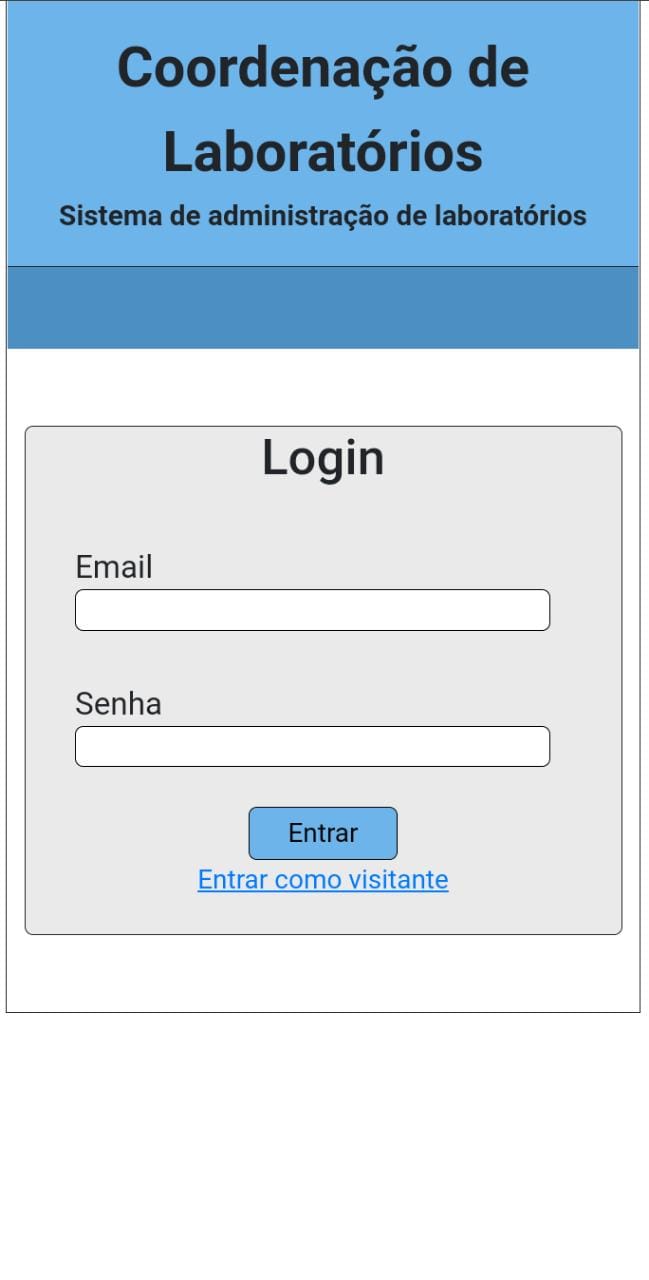 Coordenação de
Laboratórios
Sistema de administração de laboratórios
Login
Email
Senha
Entrar
Entrar como visitante